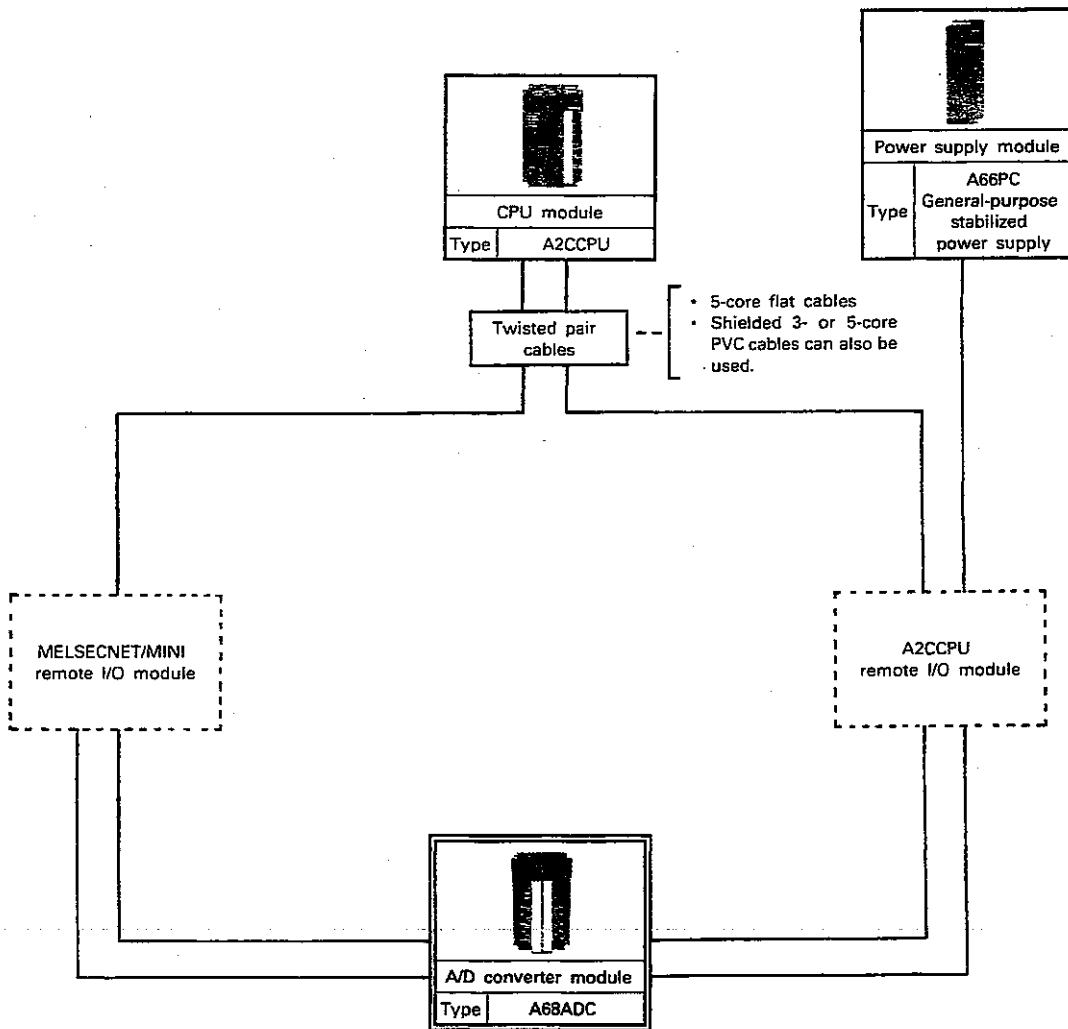 Power supply module
Type
A66PC
General-purpose
stabilized
power supply
CPU module
Type A2CCPU
Twisted pair
cables
• 5-core flat cables
• Shielded 3- or 5-core
PVC cables can also be
used.
MELSECNET/MINI
remote I/O module
A2CCPU
remote I/O module
A/D converter module
Type A68ADC